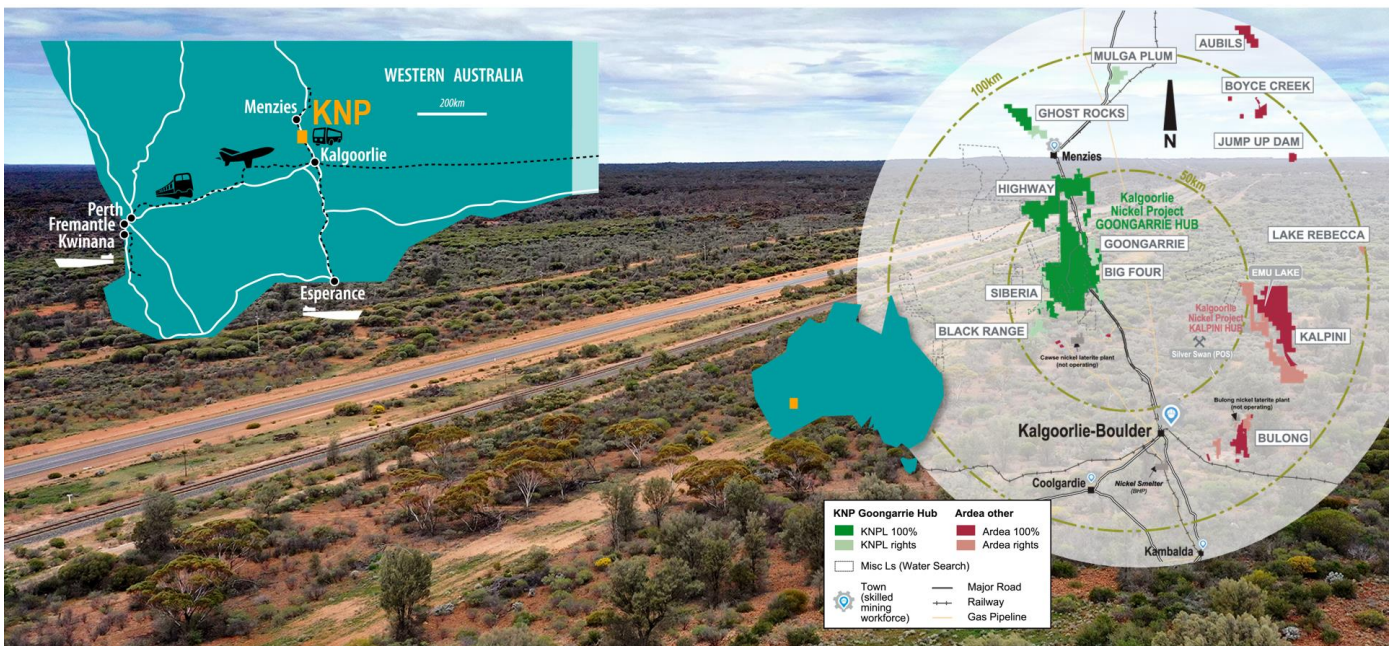 WESTERN AUSTRALIA
200km
Menzies
KNP
Kalgoorlie
Perth
Fremantle
Kwinana
Esperance
AUBILS
MULGA PLUM
100km
BOYCE CREEK
GHOST ROCKS
N
JUMP UP DAM
Menzies
50km
HIGHWAY
Kalgoorlie
Nickel Project
GOONGARRIE HUB
LAKE REBECCA
GOONGARRIE
BIG FOUR
EMU LAKE
SIBERIA
Kalgoorlie
Nickel Project
KALPINI HUB
BLACK RANGE
KALPINI
Silver Swan (POS)
Cawse nickel laterite plant
(not operating)
Bulong nickel laterite plant
(not operating)
Kalgoorlie-Boulder
BULONG
Coolgardie
Nickel Smelter
(BHP)
Kambalda
KNP Goongarrie Hub
KNPL 100%
KNPL rights
Ardea other
Ardea 100%
Ardea rights
Misc Ls (Water Search)
Town
(skilled
mining
workforce)
Major Road
Railway
Gas Pipeline